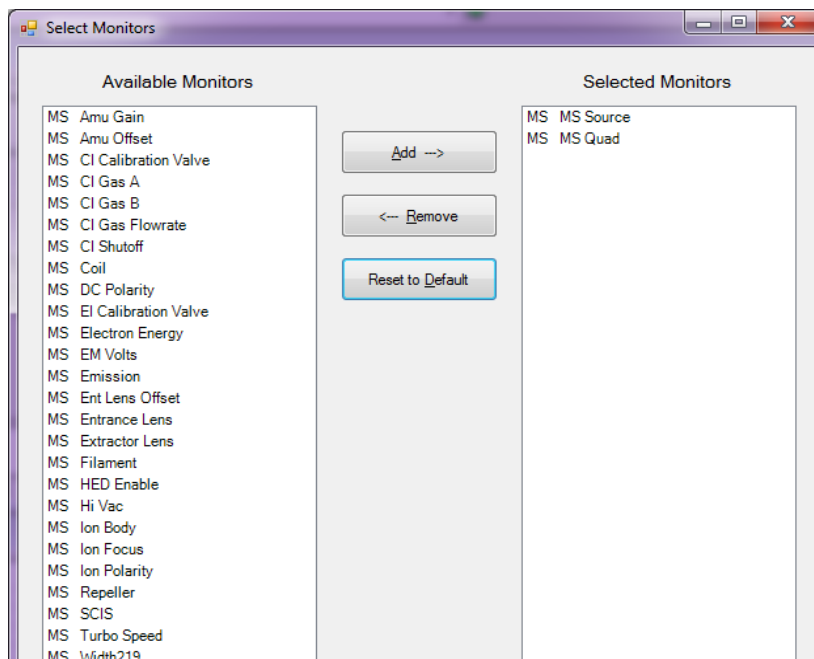 Select Monitors
Available Monitors
MS Amu Gain
MS Amu Offset
MS CI Calibration Valve
MS CI Gas A
MS CI Gas B
MS CI Gas Flowrate
MS CI Shutoff
MS Coil
MS DC Polarity
MS EI Calibration Valve
MS Electron Energy
MS EM Volts
MS Emission
MS Ent Lens Offset
MS Entrance Lens
MS Extractor Lens
MS Filament
MS HED Enable
MS Hi Vac
MS Ion Body
MS Ion Focus
MS Ion Polarity
MS Repeller
MS SCIS
MS Turbo Speed
MS Width219
Add --->
<--- Remove
Reset to Default
Selected Monitors
MS MS Source
MS MS Quad